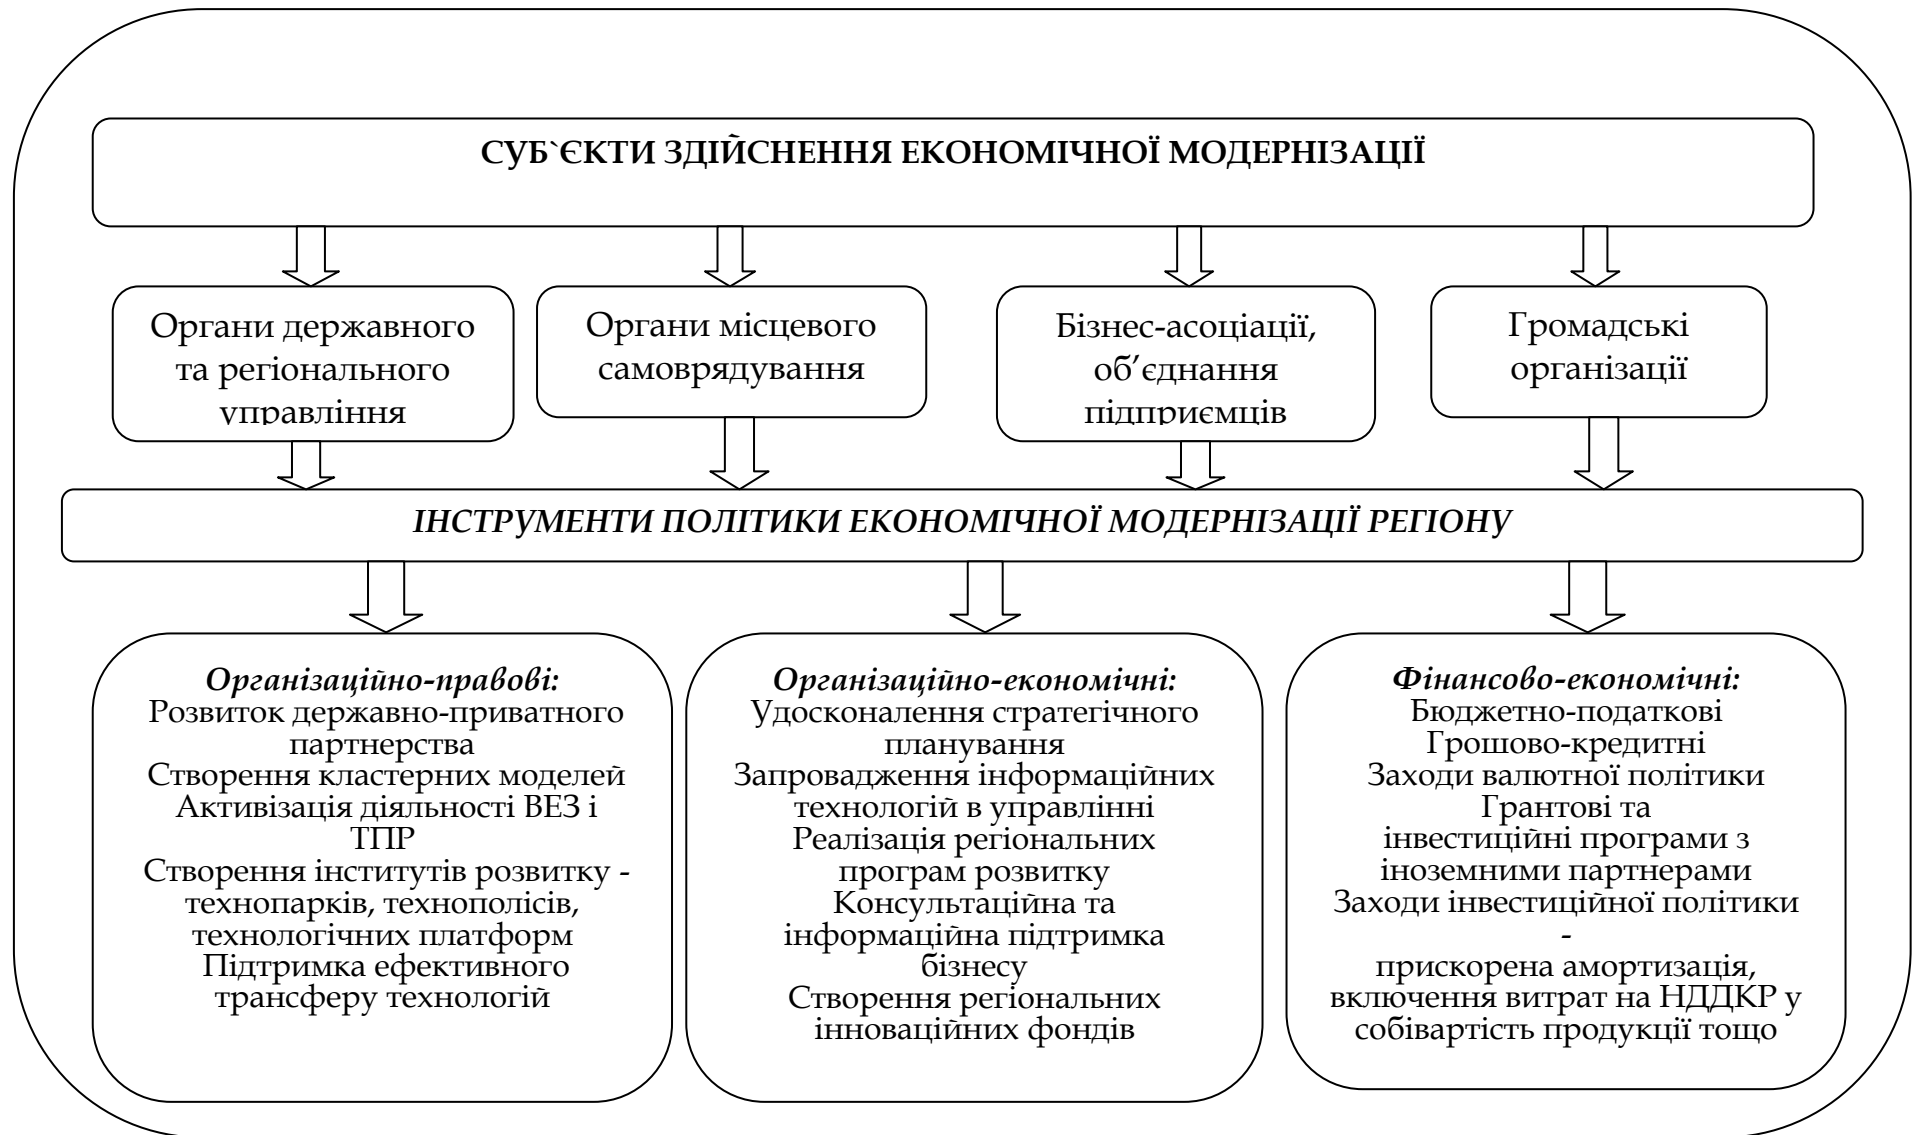 СУБ`ЄКТИ ЗДІЙСНЕННЯ ЕКОНОМІЧНОЇ МОДЕРНІЗАЦІЇ
Органи державного
та регіонального
управління
Органи місцевого
самоврядування
Бізнес-асоціації,
об’єднання
підприємців
Громадські
організації
ІНСТРУМЕНТИ ПОЛІТИКИ ЕКОНОМІЧНОЇ МОДЕРНІЗАЦІЇ РЕГІОНУ
Організаційно-правові:
Розвиток державно-приватного
партнерства
Створення кластерних моделей
Активізація діяльності ВЕЗ і
ТПР
Створення інститутів розвитку -
технопарків, технополісів,
технологічних платформ
Підтримка ефективного
трансферу технологій
Організаційно-економічні:
Удосконалення стратегічного
планування
Запровадження інформаційних
технологій в управлінні
Реалізація регіональних
програм розвитку
Консультаційна та
інформаційна підтримка
бізнесу
Створення регіональних
інноваційних фондів
Фінансово-економічні:
Бюджетно-податкові
Грошово-кредитні
Заходи валютної політики
Грантові та
інвестиційні програми з
іноземними партнерами
Заходи інвестиційної політики
-
прискорена амортизація,
включення витрат на НДДКР у
собівартість продукції тощо